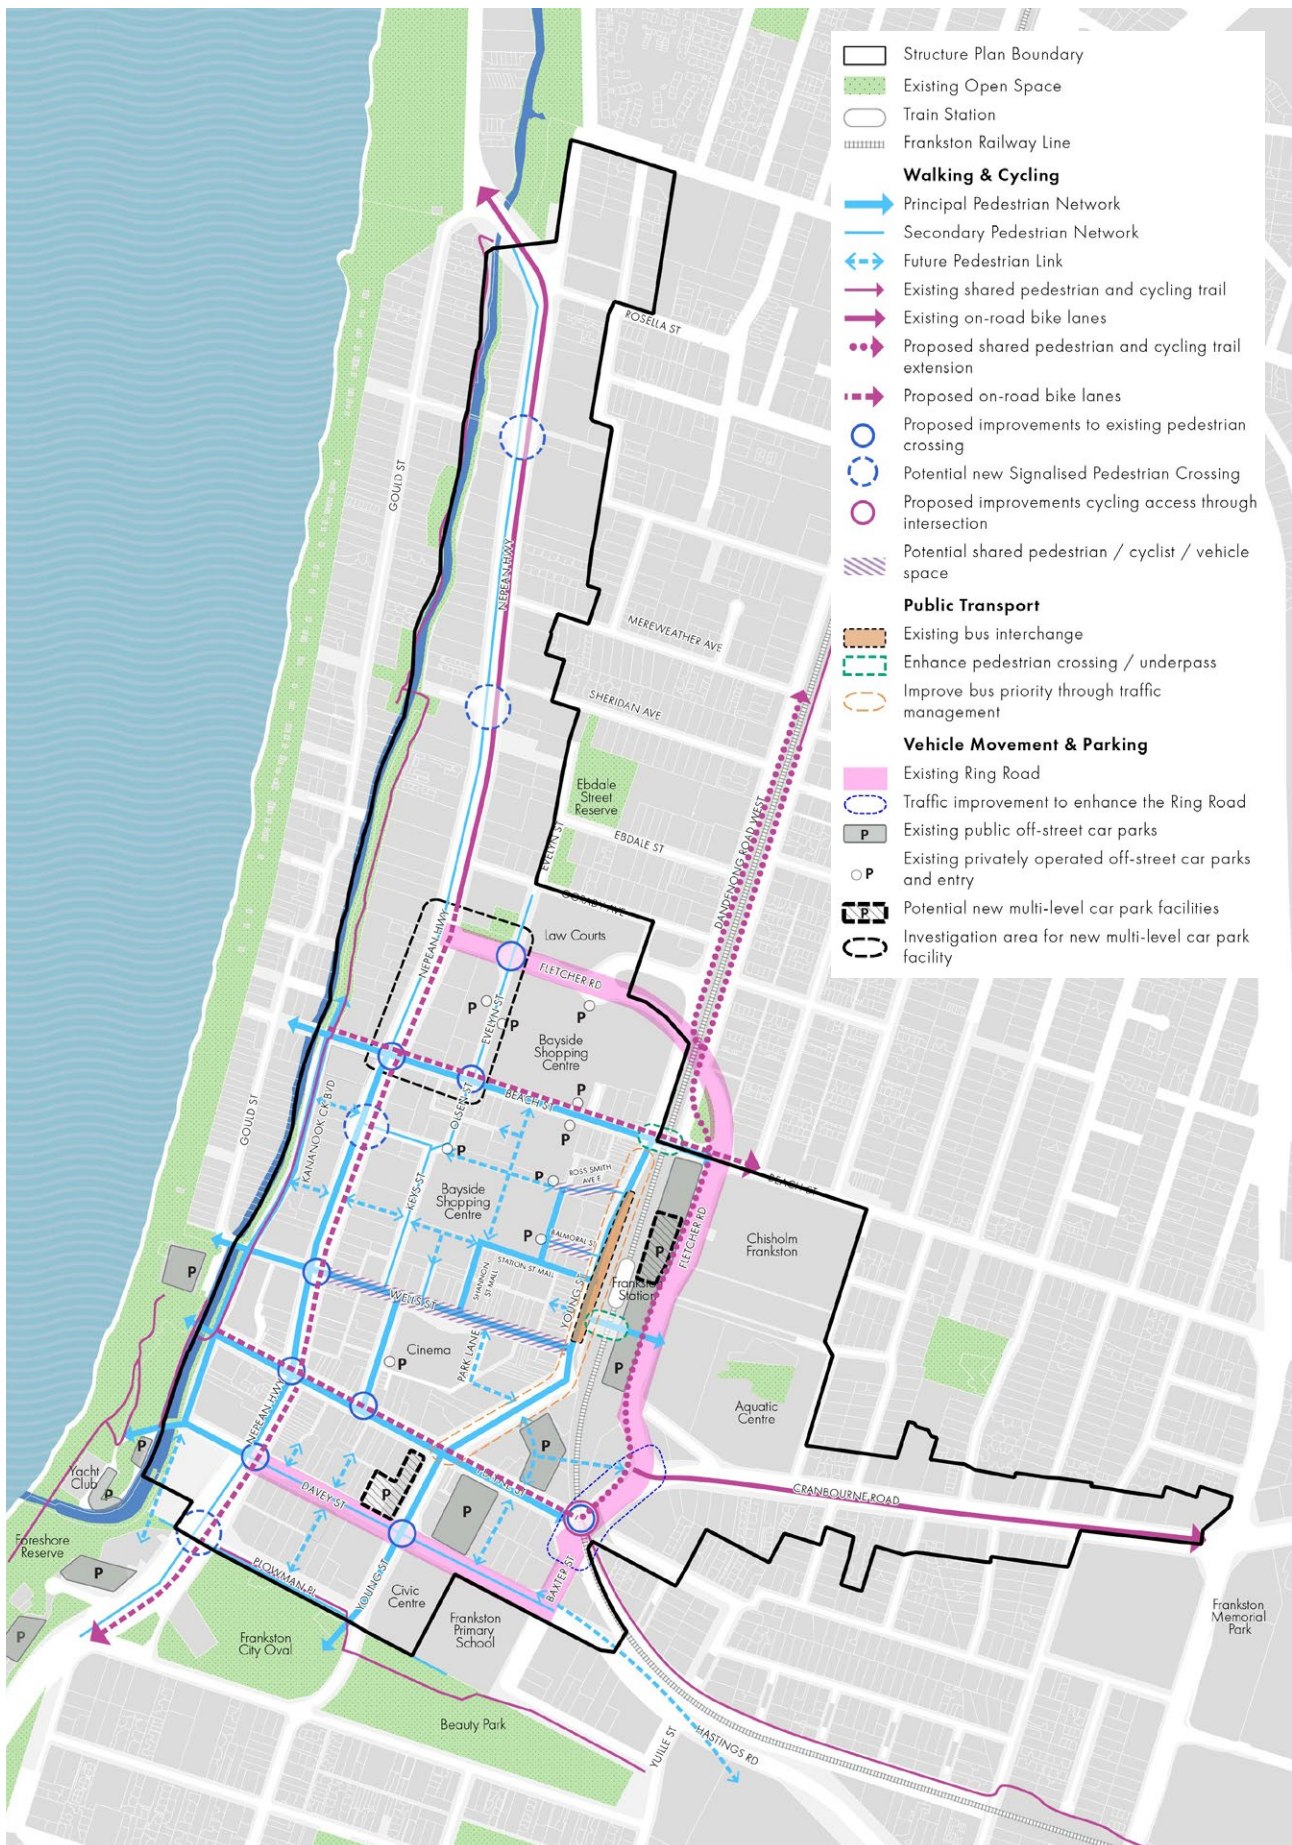 Structure Plan Boundary
Existing Open Space
Train Station
Frankston Railway Line
Walking & Cycling
Principal Pedestrian Network
Secondary Pedestrian Network
Future Pedestrian Link
Existing shared pedestrian and cycling trail
Existing on-road bike lanes
Proposed shared pedestrian and cycling trail
extension
Proposed on-road bike lanes
Proposed improvements to existing pedestrian
crossing
Potential new Signalised Pedestrian Crossing
Proposed improvements cycling access through
intersection
Potential shared pedestrian / cyclist / vehicle
space
Public Transport
Existing bus interchange
Enhance pedestrian crossing / underpass
Improve bus priority through traffic
management
Vehicle Movement & Parking
Existing Ring Road
Traffic improvement to enhance the Ring Road
P
Existing public off-street car parks
P
Existing privately operated off-street car parks
and entry
P
Potential new multi-level car park facilities
Investigation area for new multi-level car park
facility
ROSELLA ST
GOULD ST
NEPEAN HWY
MEREWEATHER AVE
SHERIDAN AVE
Ebdale
Street
Reserve
EBDALE ST
EVELYN ST
DANDENONG ROAD WEST
NEPEAN HWY
Law Courts
FLETCHER RD
P
P
P
EVELYN ST
Bayside
Shopping
Centre
P
BEACH ST
OLSEN ST
GOULD ST
KANANOOK CK BVD
P
KEYS ST
Bayside
Shopping
Centre
P
ROSS SMITH
AVE E
BEACH ST
P
BALMORAL ST
STATION ST MALL
SHANNON
ST MALL
YOUNG ST
P
FLETCHER RD
Chisholm
Frankston
Frankston
Station
P
WELLS ST
Cinema
P
PARK LANE
P
Aquatic
Centre
NEPEAN HWY
P
P
Yacht
Club
P
P
DAVEY ST
P
CRANBOURNE ROAD
Foreshore
Reserve
P
PLOWMAN PL
YOUNG ST
Civic
Centre
BAXTER ST
Frankston
Primary
School
Frankston
City Oval
P
Frankston
Memorial
Park
Beauty Park
YUILLE ST
HASTINGS RD